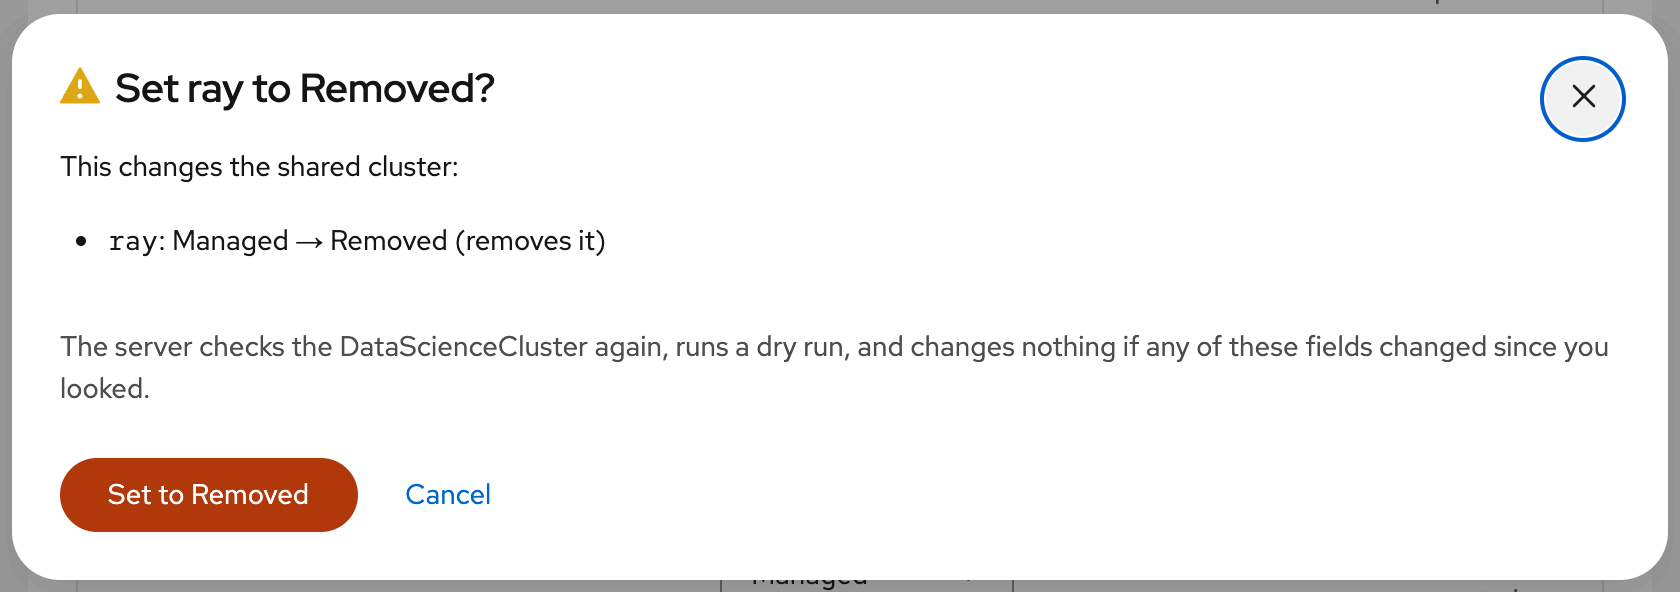 Set ray to Removed?
This changes the shared cluster:
• ray: Managed → Removed (removes it)
The server checks the DataScienceCluster again, runs a dry run, and changes nothing if any of these fields changed since you
looked.
Set to Removed Cancel
Managed